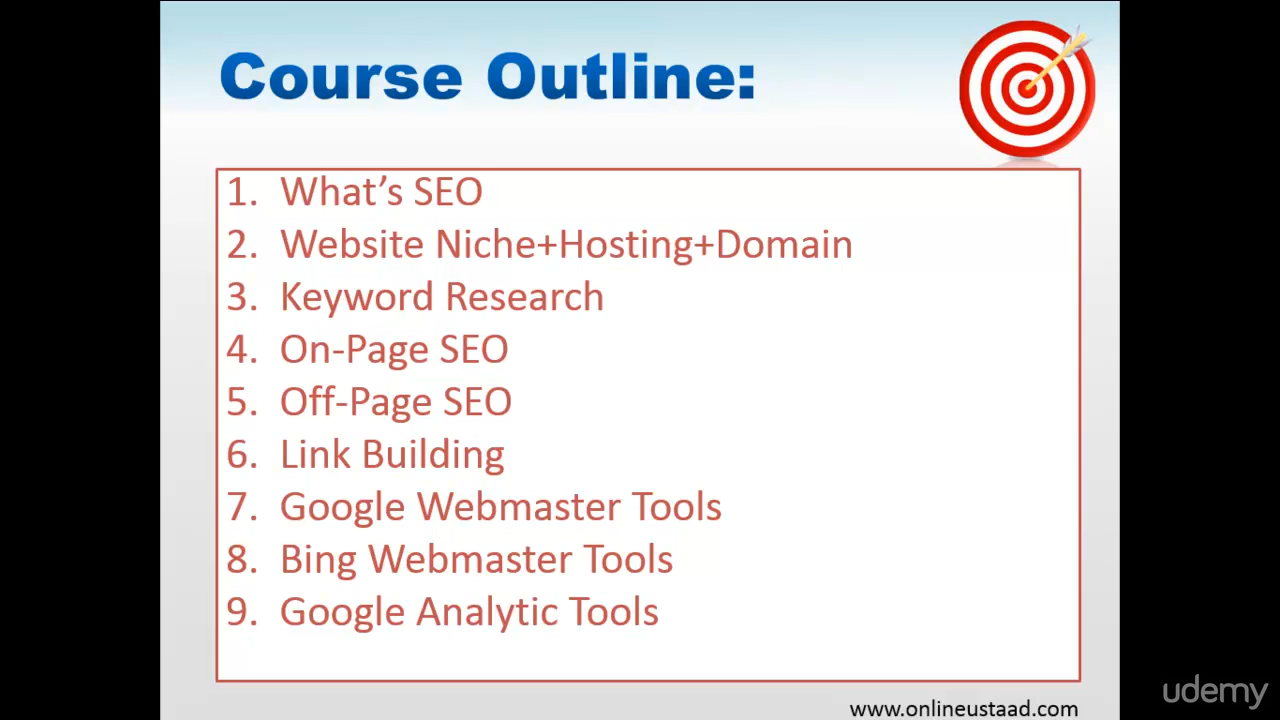 Course Outline:
1. What's SEO
2. Website Niche+Hosting+Domain
3. Keyword Research
4. On-Page SEO
5. Off-Page SEO
6. Link Building
7. Google Webmaster Tools
8. Bing Webmaster Tools
9. Google Analytic Tools
udemy
www.onlineustaad.com